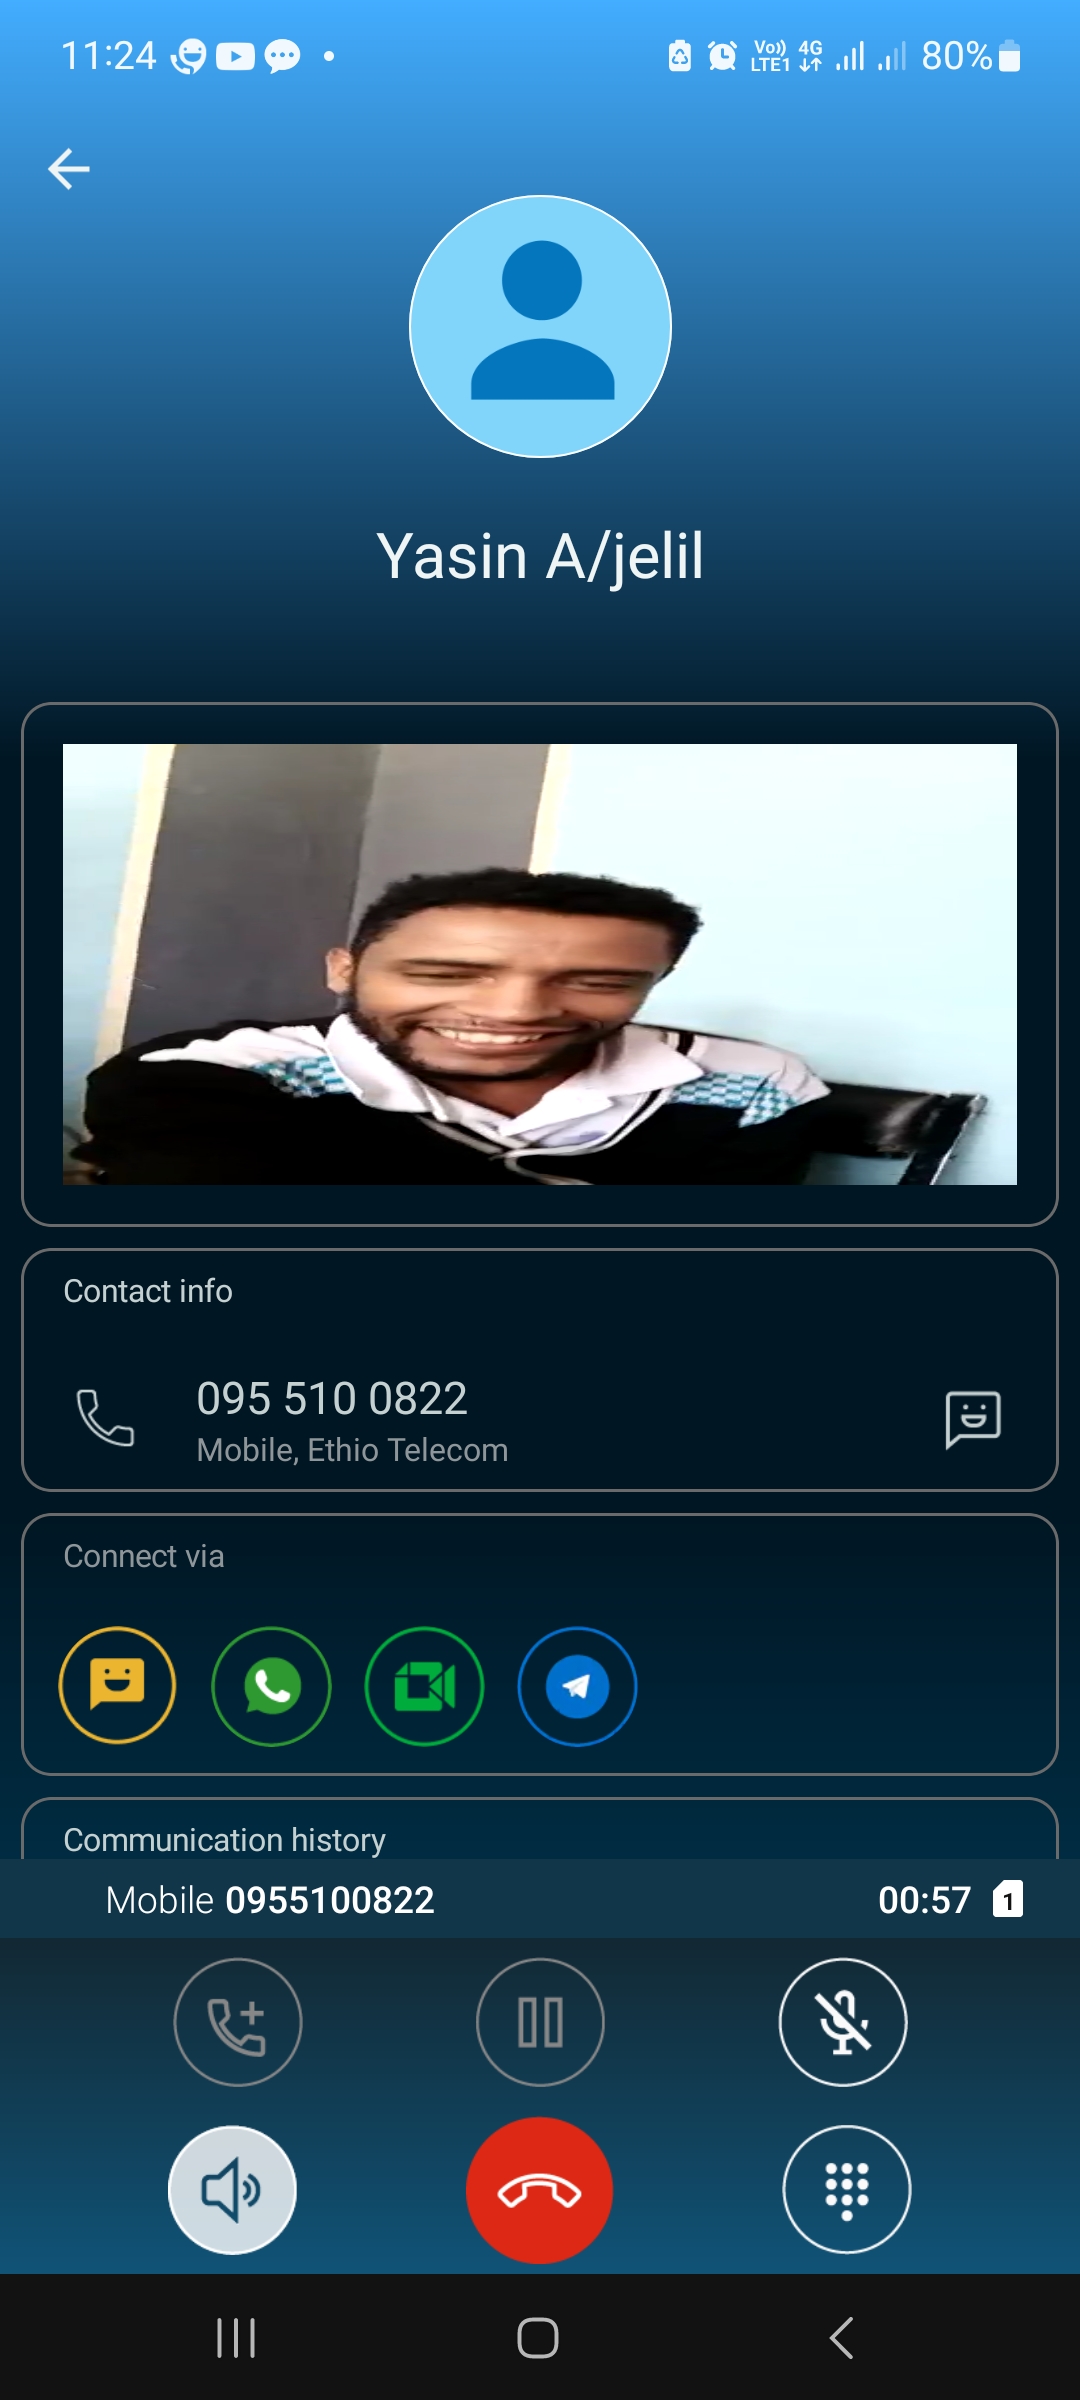 11:24
Vo)) LTE1 4G 80%
Yasin A/jelil
Contact info
095 510 0822
Mobile, Ethio Telecom
Connect via
Communication history
Mobile 0955100822 00:57 1